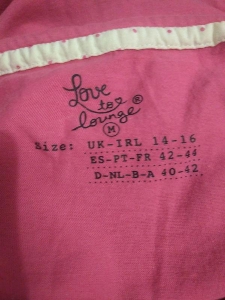 Love
to
lounge®
M
Size: UK-IRL 14-16
ES-PT-FR 42-44
D-NL-B-A 40-42